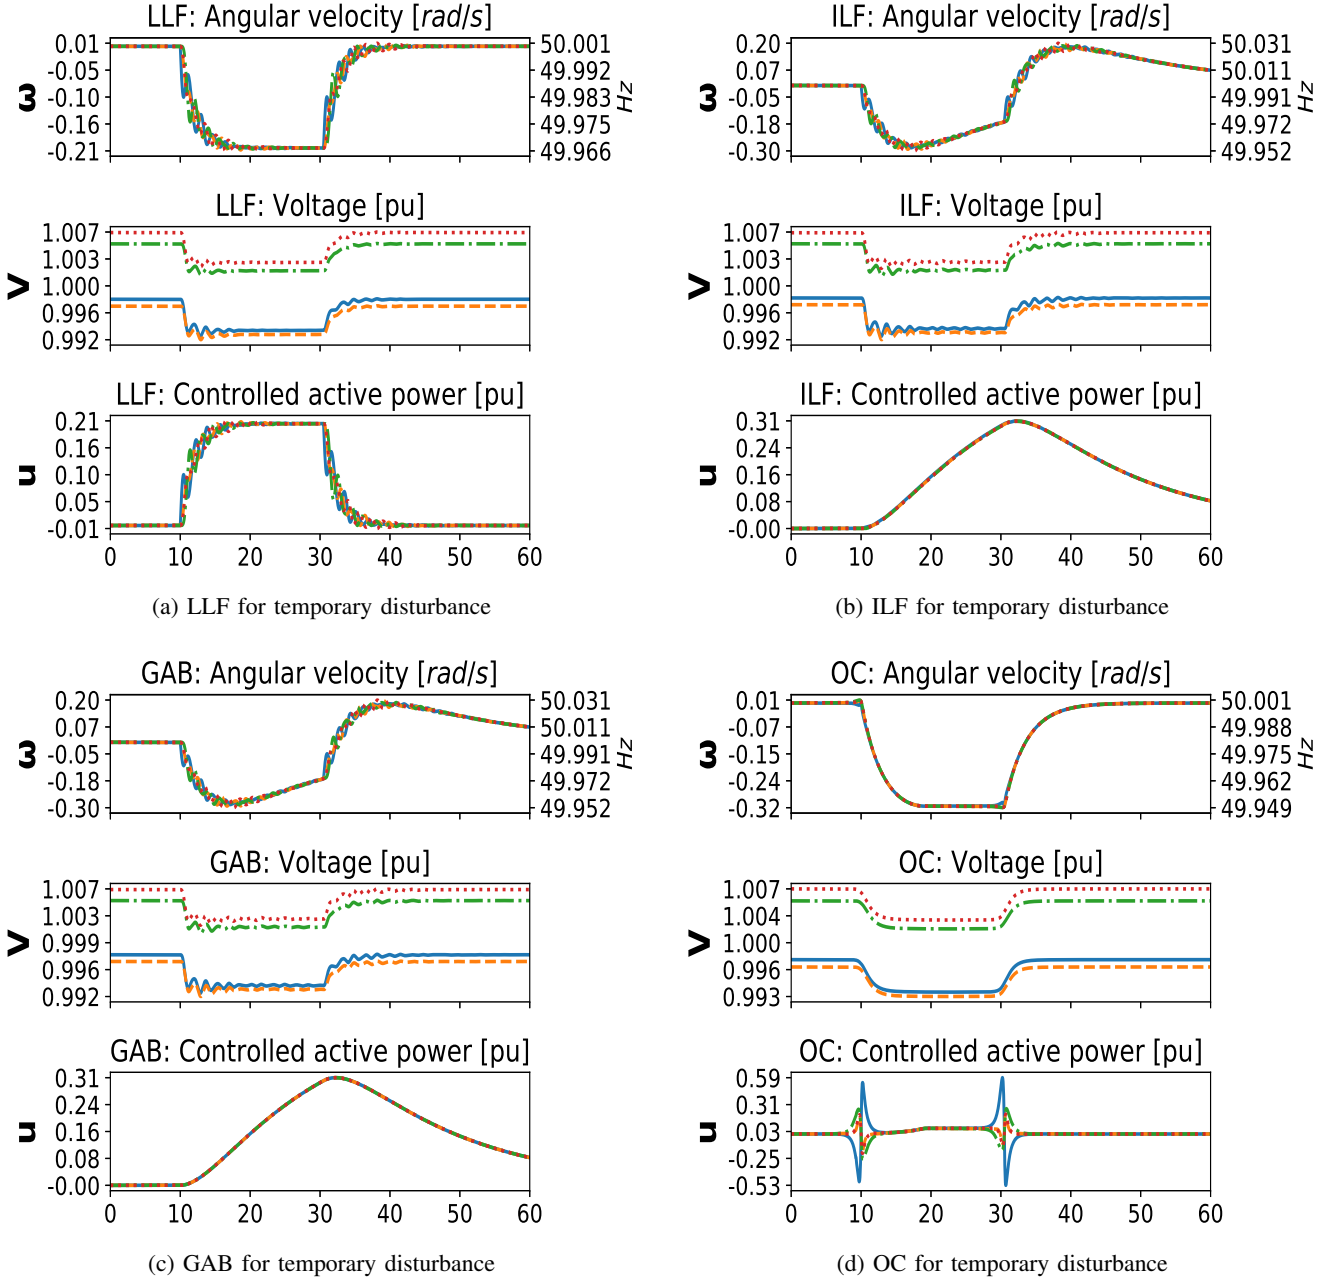 LLF: Angular velocity [rad/s]
0.01
-0.05
-0.10
-0.16
-0.21
ω
50.001
49.992
49.983
49.975
49.966
Hz
LLF: Voltage [pu]
1.007
1.003
1.000
0.996
0.992
V
LLF: Controlled active power [pu]
0.21
0.16
0.10
0.05
-0.01
u
0 10 20 30 40 50 60
(a) LLF for temporary disturbance
ILF: Angular velocity [rad/s]
0.20
0.07
-0.05
-0.18
-0.30
ω
50.031
50.011
49.991
49.972
49.952
Hz
ILF: Voltage [pu]
1.007
1.003
1.000
0.996
0.992
V
ILF: Controlled active power [pu]
0.31
0.24
0.16
0.08
-0.00
u
0 10 20 30 40 50 60
(b) ILF for temporary disturbance
GAB: Angular velocity [rad/s]
0.20
0.07
-0.05
-0.18
-0.30
ω
50.031
50.011
49.991
49.972
49.952
Hz
GAB: Voltage [pu]
1.007
1.003
0.999
0.996
0.992
V
GAB: Controlled active power [pu]
0.31
0.24
0.16
0.08
-0.00
u
0 10 20 30 40 50 60
(c) GAB for temporary disturbance
OC: Angular velocity [rad/s]
0.01
-0.07
-0.15
-0.24
-0.32
ω
50.001
49.988
49.975
49.962
49.949
Hz
OC: Voltage [pu]
1.007
1.004
1.000
0.996
0.993
V
OC: Controlled active power [pu]
0.59
0.31
0.03
-0.25
-0.53
u
0 10 20 30 40 50 60
(d) OC for temporary disturbance